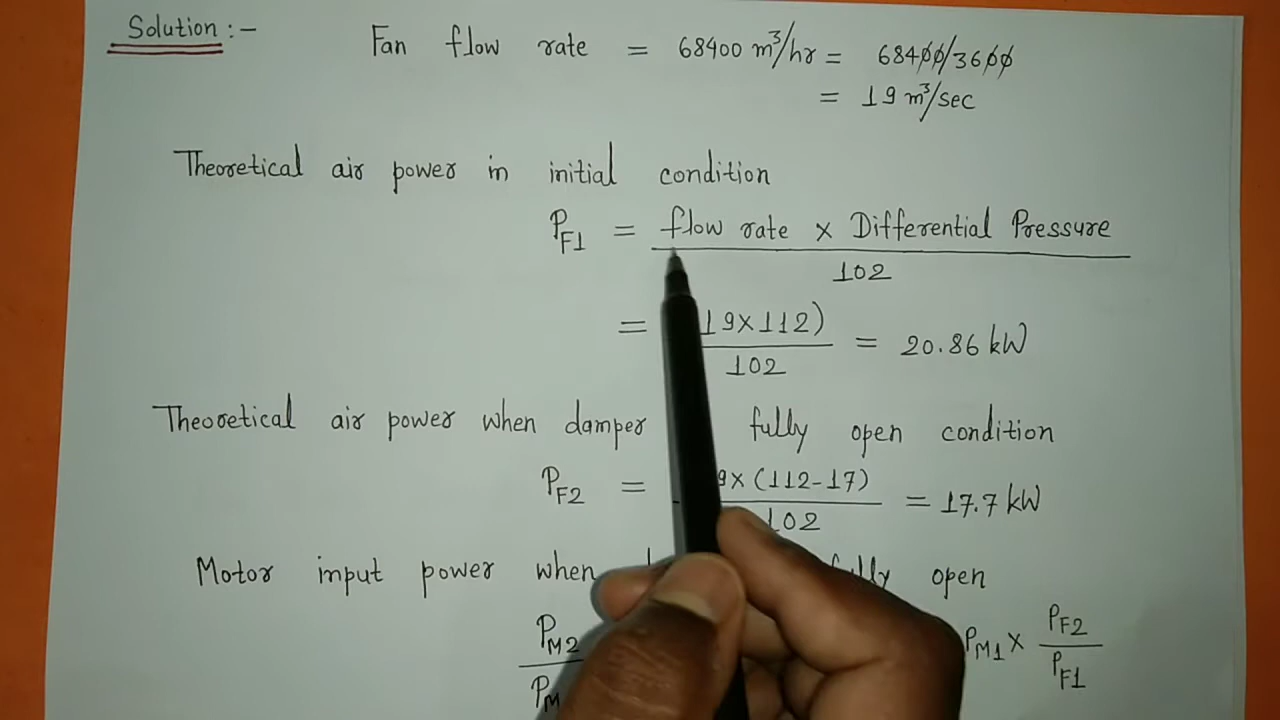 Solution :-
Fan flow rate = 68400 m³/hr = 68400/3600
= 19 m³/sec
Theoretical air power in initial condition
P_F1 = flow rate × Differential Pressure
102
= 19×112)
102
= 20.86 kW
Theoretical air power when damper fully open condition
P_F2 = 9× (112-17)
102
= 17.7 kW
Motor input power when fully open
P_M2
P_M
P_M1 × P_F2
P_F1